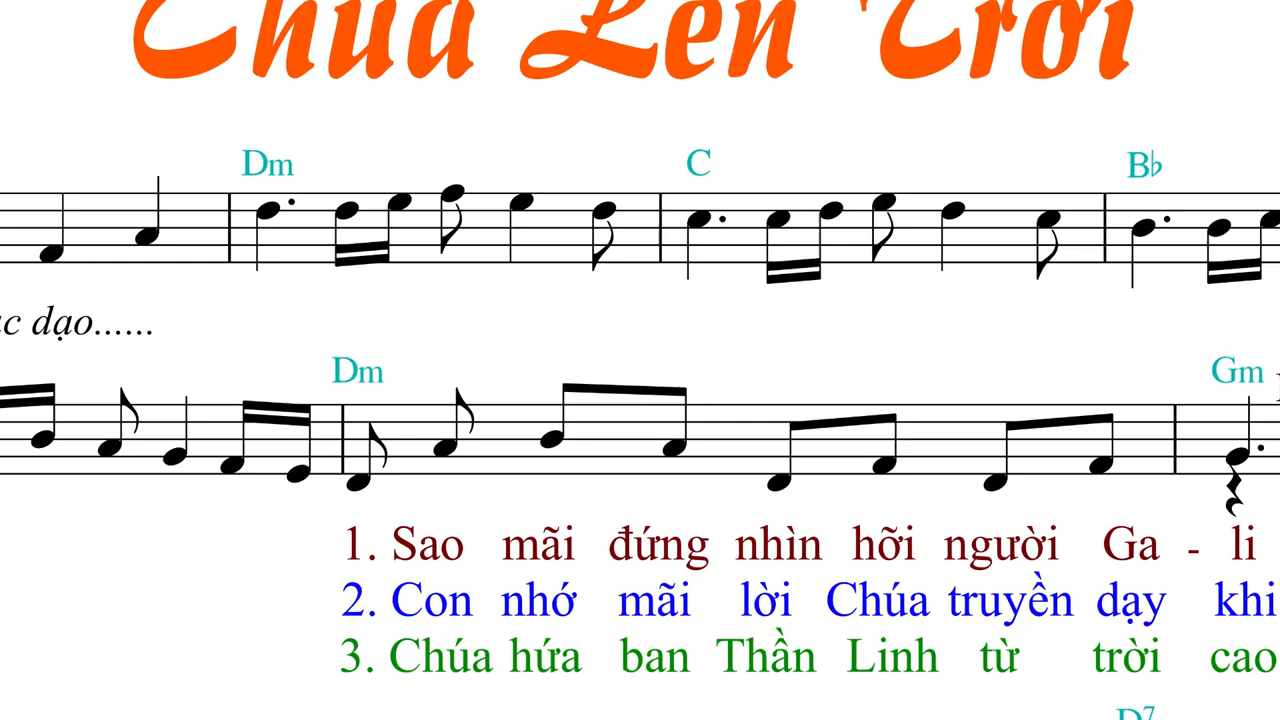 Chúa Lên Trời
Dm C B♭
dạo......
Dm Gm
1. Sao mãi đứng nhìn hỡi người Ga - li
2. Con nhớ mãi lời Chúa truyền dạy khi
3. Chúa hứa ban Thần Linh từ trời cao
D7